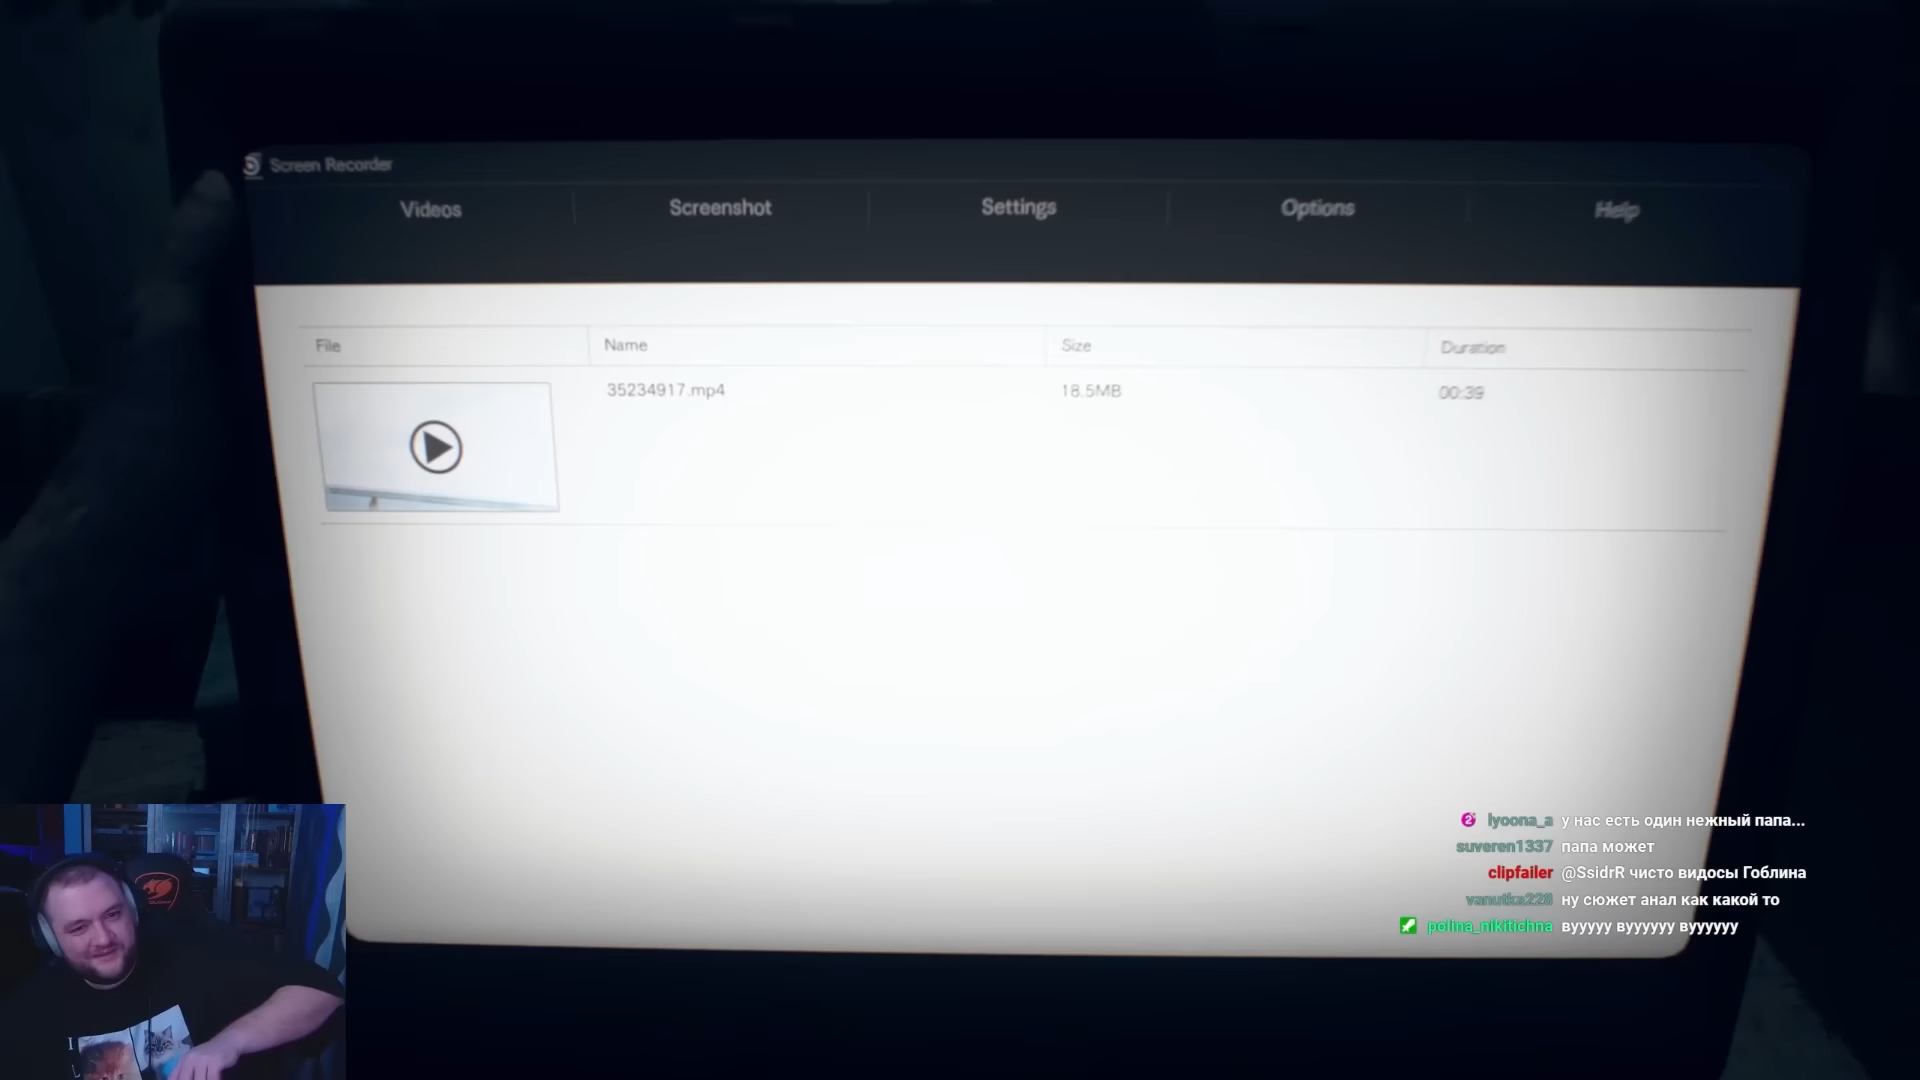 Screen Recorder
Videos Screenshot Settings Options Help
File Name Size Duration
35234917.mp4 18.5MB 00:39
lyoona_a у нас есть один нежный папа...
suveren1337 папа может
clipfailer @SsidrR чисто видосы Гоблина
vanutka228 ну сюжет анал как какой то
polina_nikitichna вууууу вуууууу вуууууу
I
L